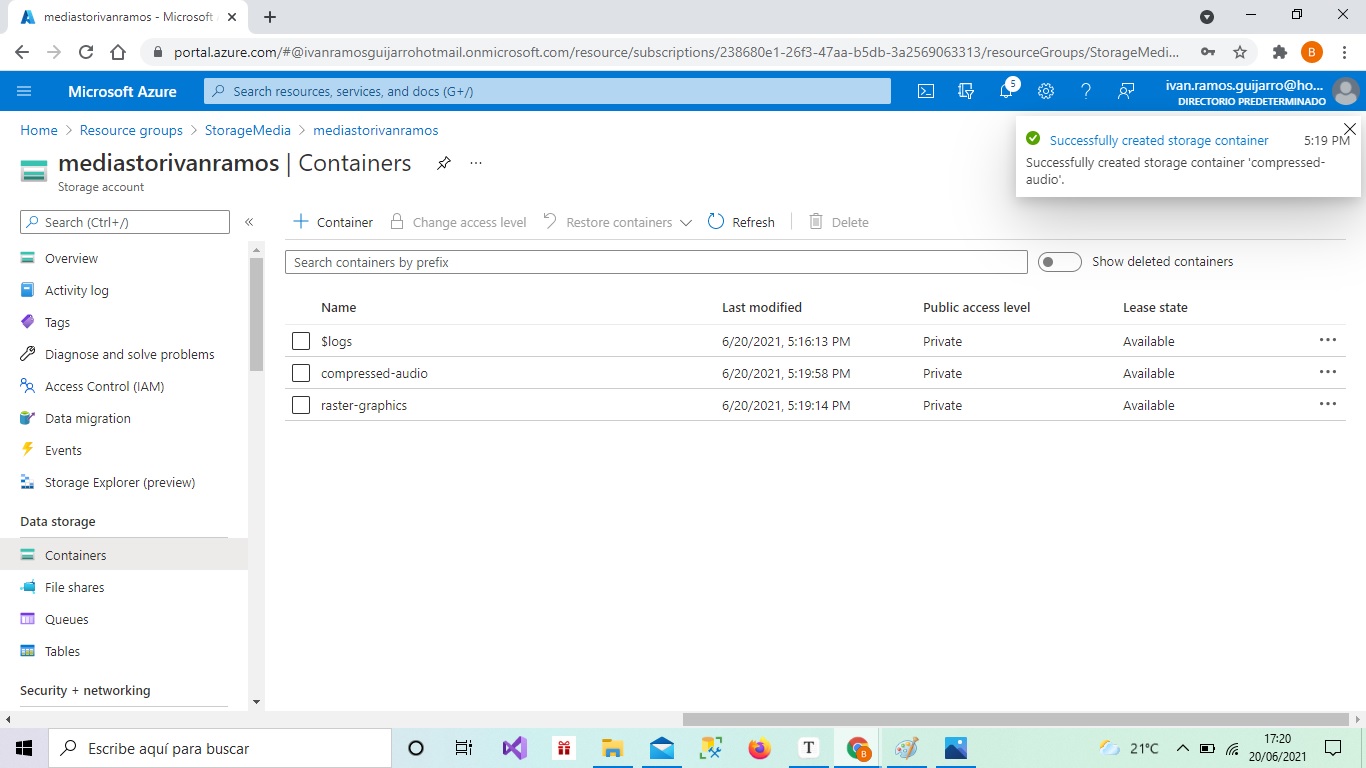 mediastorivanramos - Microsoft
portal.azure.com/#@ivanramosguijarrohotmail.onmicrosoft.com/resource/subscriptions/238680e1-26f3-47aa-b5db-3a2569063313/resourceGroups/StorageMedi...
B
Microsoft Azure
Search resources, services, and docs (G+/)
5
ivan.ramos.guijarro@ho...
DIRECTORIO PREDETERMINADO
Home > Resource groups > StorageMedia > mediastorivanramos
mediastorivanramos | Containers
Storage account
Successfully created storage container 5:19 PM
Successfully created storage container 'compressed-
audio'.
Search (Ctrl+/)
Container
Change access level
Restore containers
Refresh
Delete
Search containers by prefix
Show deleted containers
Name Last modified Public access level Lease state
$logs 6/20/2021, 5:16:13 PM Private Available
compressed-audio 6/20/2021, 5:19:58 PM Private Available
raster-graphics 6/20/2021, 5:19:14 PM Private Available
Overview
Activity log
Tags
Diagnose and solve problems
Access Control (IAM)
Data migration
Events
Storage Explorer (preview)
Data storage
Containers
File shares
Queues
Tables
Security + networking
Escribe aquí para buscar
T
B
21°C
17:20
20/06/2021